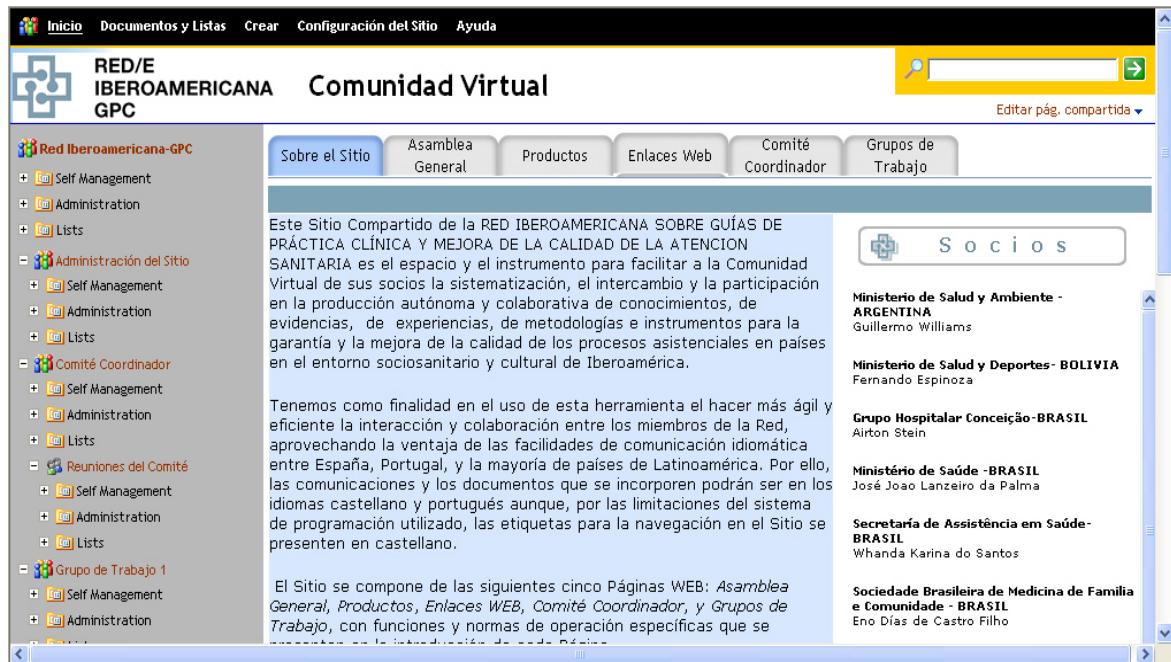 Inicio Documentos y Listas Crear Configuración del Sitio Ayuda
RED/E
IBEROAMERICANA
GPC
Comunidad Virtual
Editar pág. compartida
Red Iberoamericana-GPC
Self Management
Administration
Lists
Administración del Sitio
Self Management
Administration
Lists
Comité Coordinador
Self Management
Administration
Lists
Reuniones del Comité
Self Management
Administration
Lists
Grupo de Trabajo 1
Self Management
Administration
Sobre el Sitio
Asamblea
General
Productos
Enlaces Web
Comité
Coordinador
Grupos de
Trabajo
Este Sitio Compartido de la RED IBEROAMERICANA SOBRE GUÍAS DE
PRÁCTICA CLÍNICA Y MEJORA DE LA CALIDAD DE LA ATENCION
SANITARIA es el espacio y el instrumento para facilitar a la Comunidad
Virtual de sus socios la sistematización, el intercambio y la participación
en la producción autónoma y colaborativa de conocimientos, de
evidencias, de experiencias, de metodologías e instrumentos para la
garantía y la mejora de la calidad de los procesos asistenciales en países
en el entorno sociosanitario y cultural de Iberoamérica.
Tenemos como finalidad en el uso de esta herramienta el hacer más ágil y
eficiente la interacción y colaboración entre los miembros de la Red,
aprovechando la ventaja de las facilidades de comunicación idiomática
entre España, Portugal, y la mayoría de países de Latinoamérica. Por ello,
las comunicaciones y los documentos que se incorporen podrán ser en los
idiomas castellano y portugués aunque, por las limitaciones del sistema
de programación utilizado, las etiquetas para la navegación en el Sitio se
presenten en castellano.
El Sitio se compone de las siguientes cinco Páginas WEB: Asamblea
General, Productos, Enlaces WEB, Comité Coordinador, y Grupos de
Trabajo, con funciones y normas de operación específicas que se
Socios
Ministerio de Salud y Ambiente -
ARGENTINA
Guillermo Williams
Ministerio de Salud y Deportes- BOLIVIA
Fernando Espinoza
Grupo Hospitalar Conceição-BRASIL
Airton Stein
Ministério de Saúde -BRASIL
José Joao Lanzeiro da Palma
Secretaría de Assistência em Saúde-
BRASIL
Whanda Karina do Santos
Sociedade Brasileira de Medicina de Familia
e Comunidade - BRASIL
Eno Días de Castro Filho